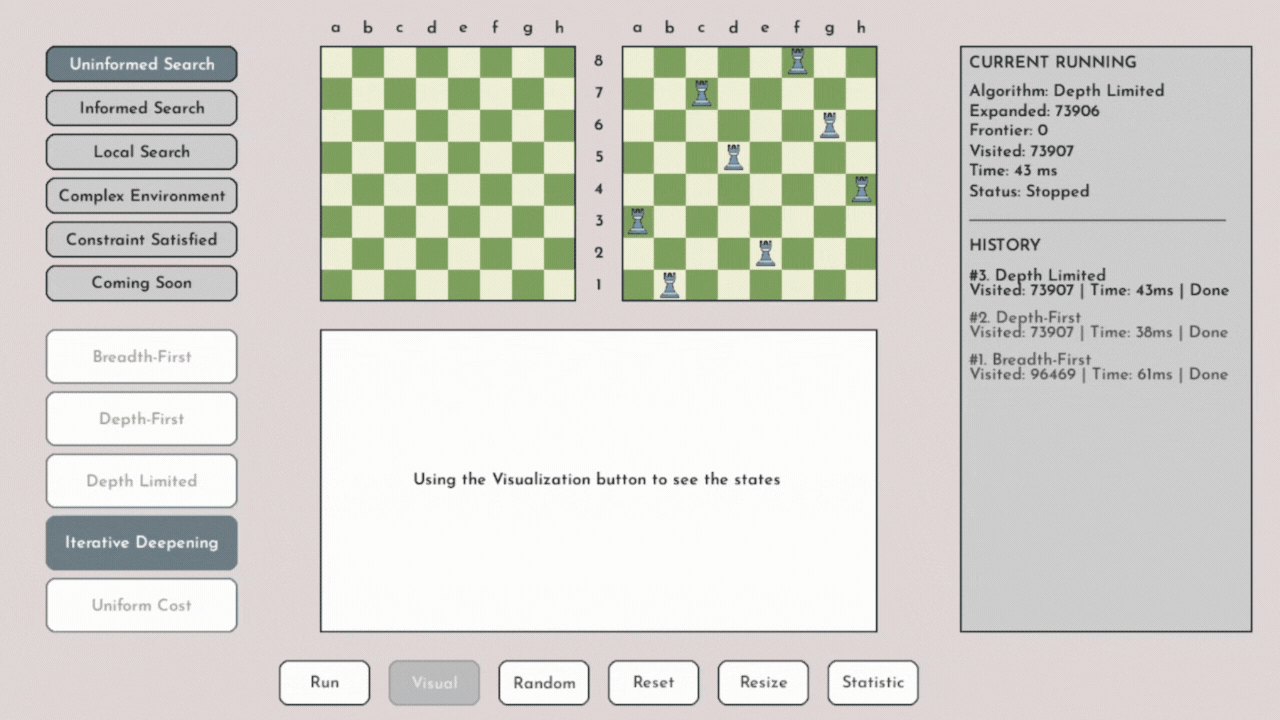 a b c d e f g h
a b c d e f g h
Uninformed Search
Informed Search
Local Search
Complex Environment
Constraint Satisfied
Coming Soon
Breadth-First
Depth-First
Depth Limited
Iterative Deepening
Uniform Cost
8
7
6
5
4
3
2
1
Using the Visualization button to see the states
CURRENT RUNNING
Algorithm: Depth Limited
Expanded: 73906
Frontier: 0
Visited: 73907
Time: 43 ms
Status: Stopped
HISTORY
#3. Depth Limited
Visited: 73907 | Time: 43ms | Done
#2. Depth-First
Visited: 73907 | Time: 38ms | Done
#1. Breadth-First
Visited: 96469 | Time: 61ms | Done
Run
Visual
Random
Reset
Resize
Statistic